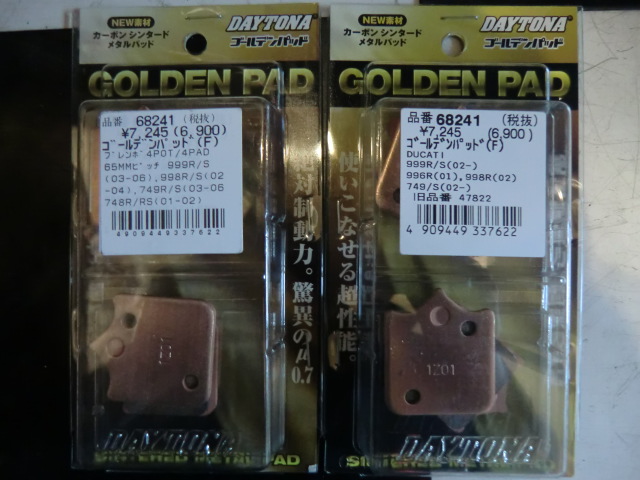 NEW素材
カーボン シンタード
メタルパッド
DAYTONA
ゴールデンパッド
GOLDEN PAD
品番 68241 (税抜)
¥7,245 (6,900)
ゴールデンパッド(F)
ブレンボ 4POT/4PAD
65MMピッチ 999R/S
(03-06),998R/S(02
-04),749R/S(03-06
748R/RS(01-02)
4909449337622
対制動力。驚異のμ
0.7
1Z01
DAYTONA
SINTERED METAL PAD
NEW素材
カーボン シンタード
メタルパッド
DAYTONA
ゴールデンパッド
GOLDEN PAD
品番 68241 (税抜)
¥7,245 (6,900)
ゴールデンパッド(F)
DUCATI
999R/S(02-)
996R(01),998R(02)
749/S(02-)
旧品番 47822
4 909449 337622
使いこなせる超性能。
1Z01
DAYTONA
SINTERED METAL PAD